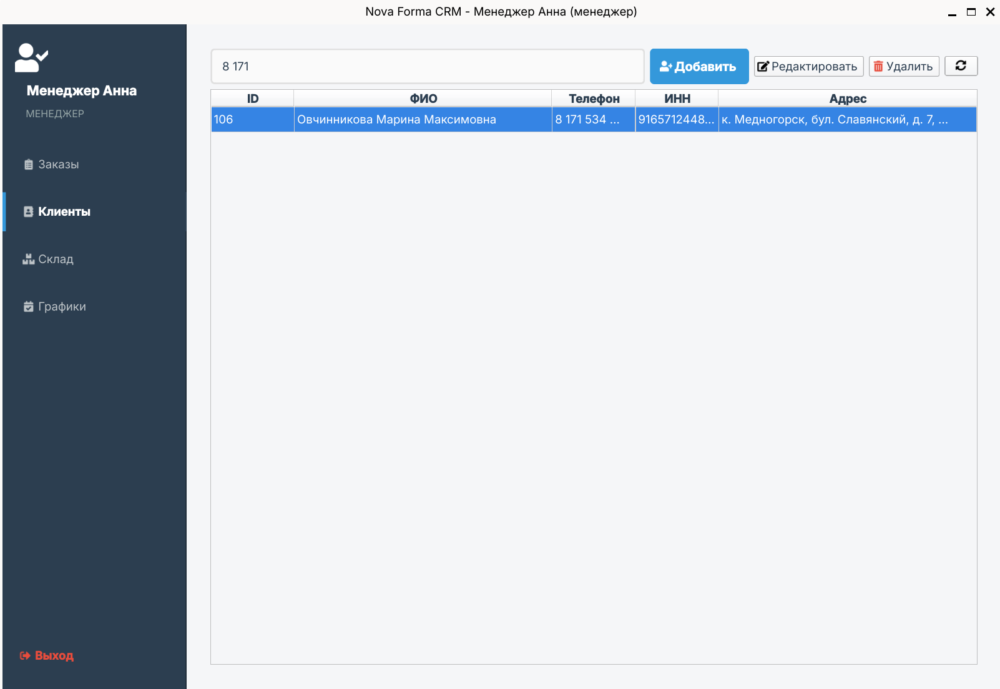 Nova Forma CRM - Менеджер Анна (менеджер)
Менеджер Анна
МЕНЕДЖЕР
Заказы
Клиенты
Склад
Графики
Выход
8 171
Добавить
Редактировать
Удалить
ID ФИО Телефон ИНН Адрес
106 Овчинникова Марина Максимовна 8 171 534 ... 9165712448... к. Медногорск, бул. Славянский, д. 7, ...